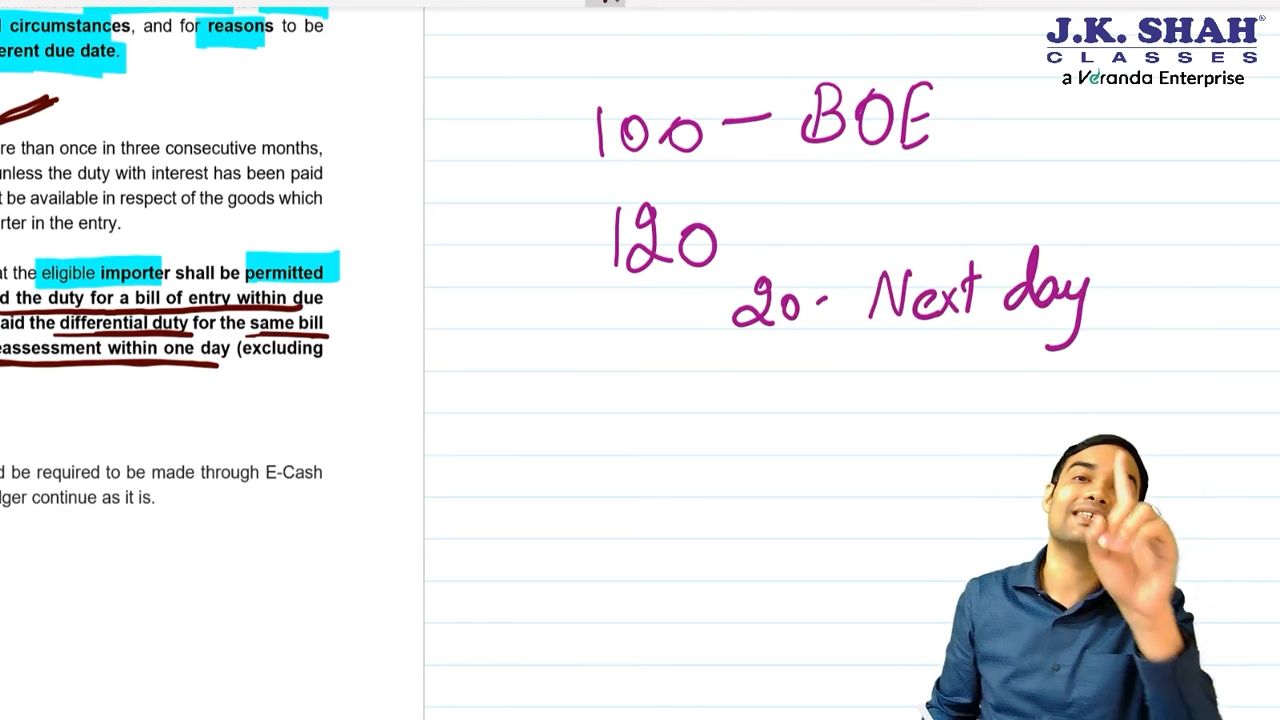 circumstances, and for reasons to be
erent due date.
re than once in three consecutive months,
unless the duty with interest has been paid
be available in respect of the goods which
rter in the entry.
at the eligible importer shall be permitted
d the duty for a bill of entry within due
aid the differential duty for the same bill
eassessment within one day (excluding
d be required to be made through E-Cash
dger continue as it is.
J.K. SHAH®
CLASSES
a Veranda Enterprise
100 — BOE
120
20 - Next day